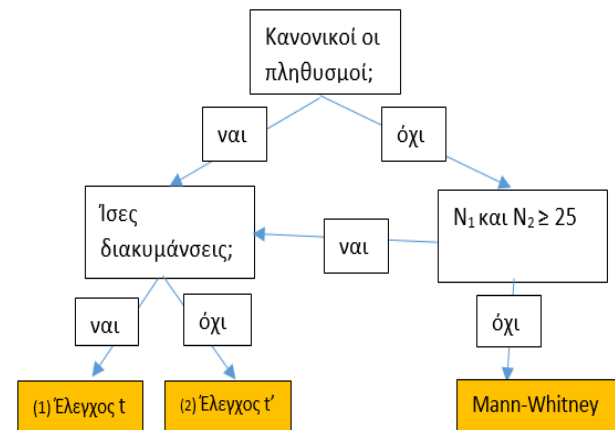 Κανονικοί οι
πληθυσμοί;
ναι
όχι
Ίσες
διακυμάνσεις;
ναι
N₁ και N₂ ≥ 25
ναι
όχι
όχι
(1) Έλεγχος t
(2) Έλεγχος t’
Mann-Whitney